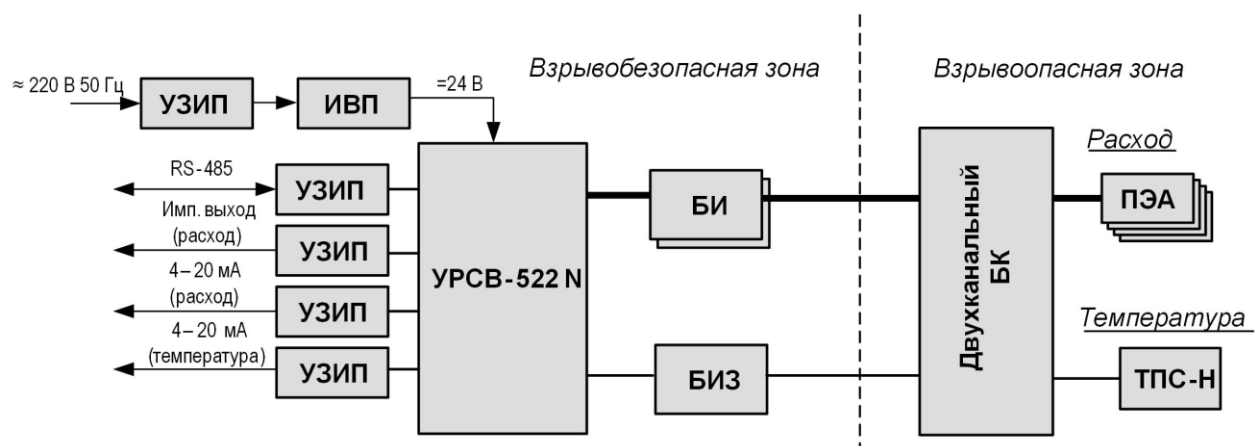 Взрывобезопасная зона
Взрывоопасная зона
≈ 220 В 50 Гц
УЗИП
ИВП
=24 В
RS-485
УЗИП
Имп. выход
(расход)
УЗИП
4–20 мА
(расход)
УЗИП
4–20 мА
(температура)
УЗИП
УРСВ-522 N
БИ
БИЗ
Двухканальный
БК
Расход
ПЭА
Температура
ТПС-Н